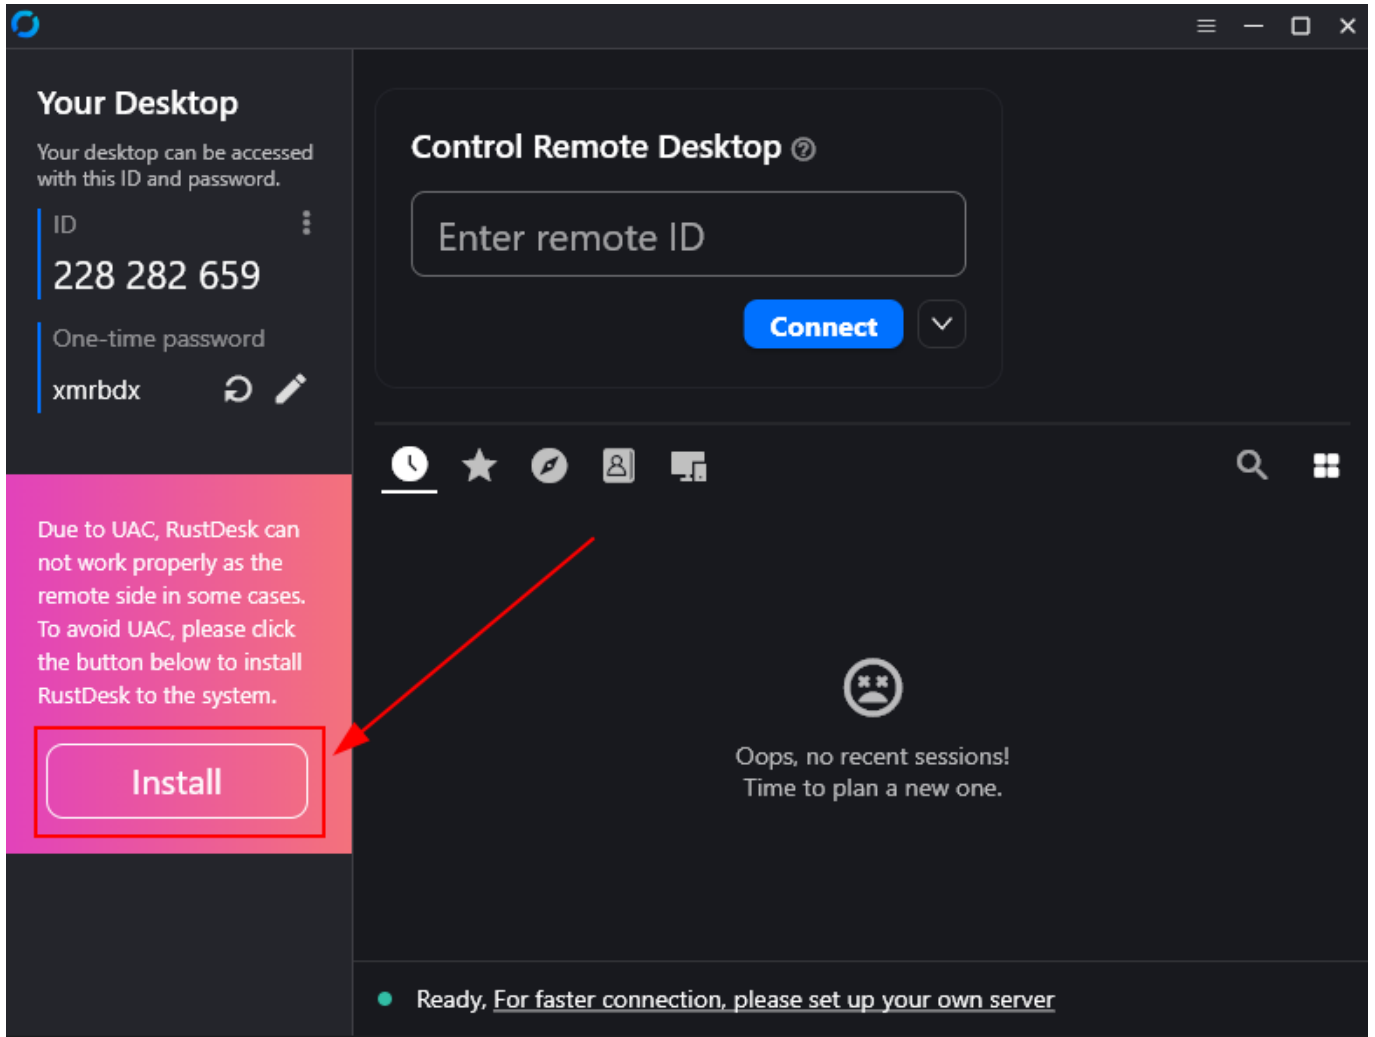 Your Desktop
Your desktop can be accessed
with this ID and password.
ID
228 282 659
One-time password
xmrbdx
Due to UAC, RustDesk can
not work properly as the
remote side in some cases.
To avoid UAC, please click
the button below to install
RustDesk to the system.
Install
Control Remote Desktop
Enter remote ID
Connect
Oops, no recent sessions!
Time to plan a new one.
Ready, For faster connection, please set up your own server